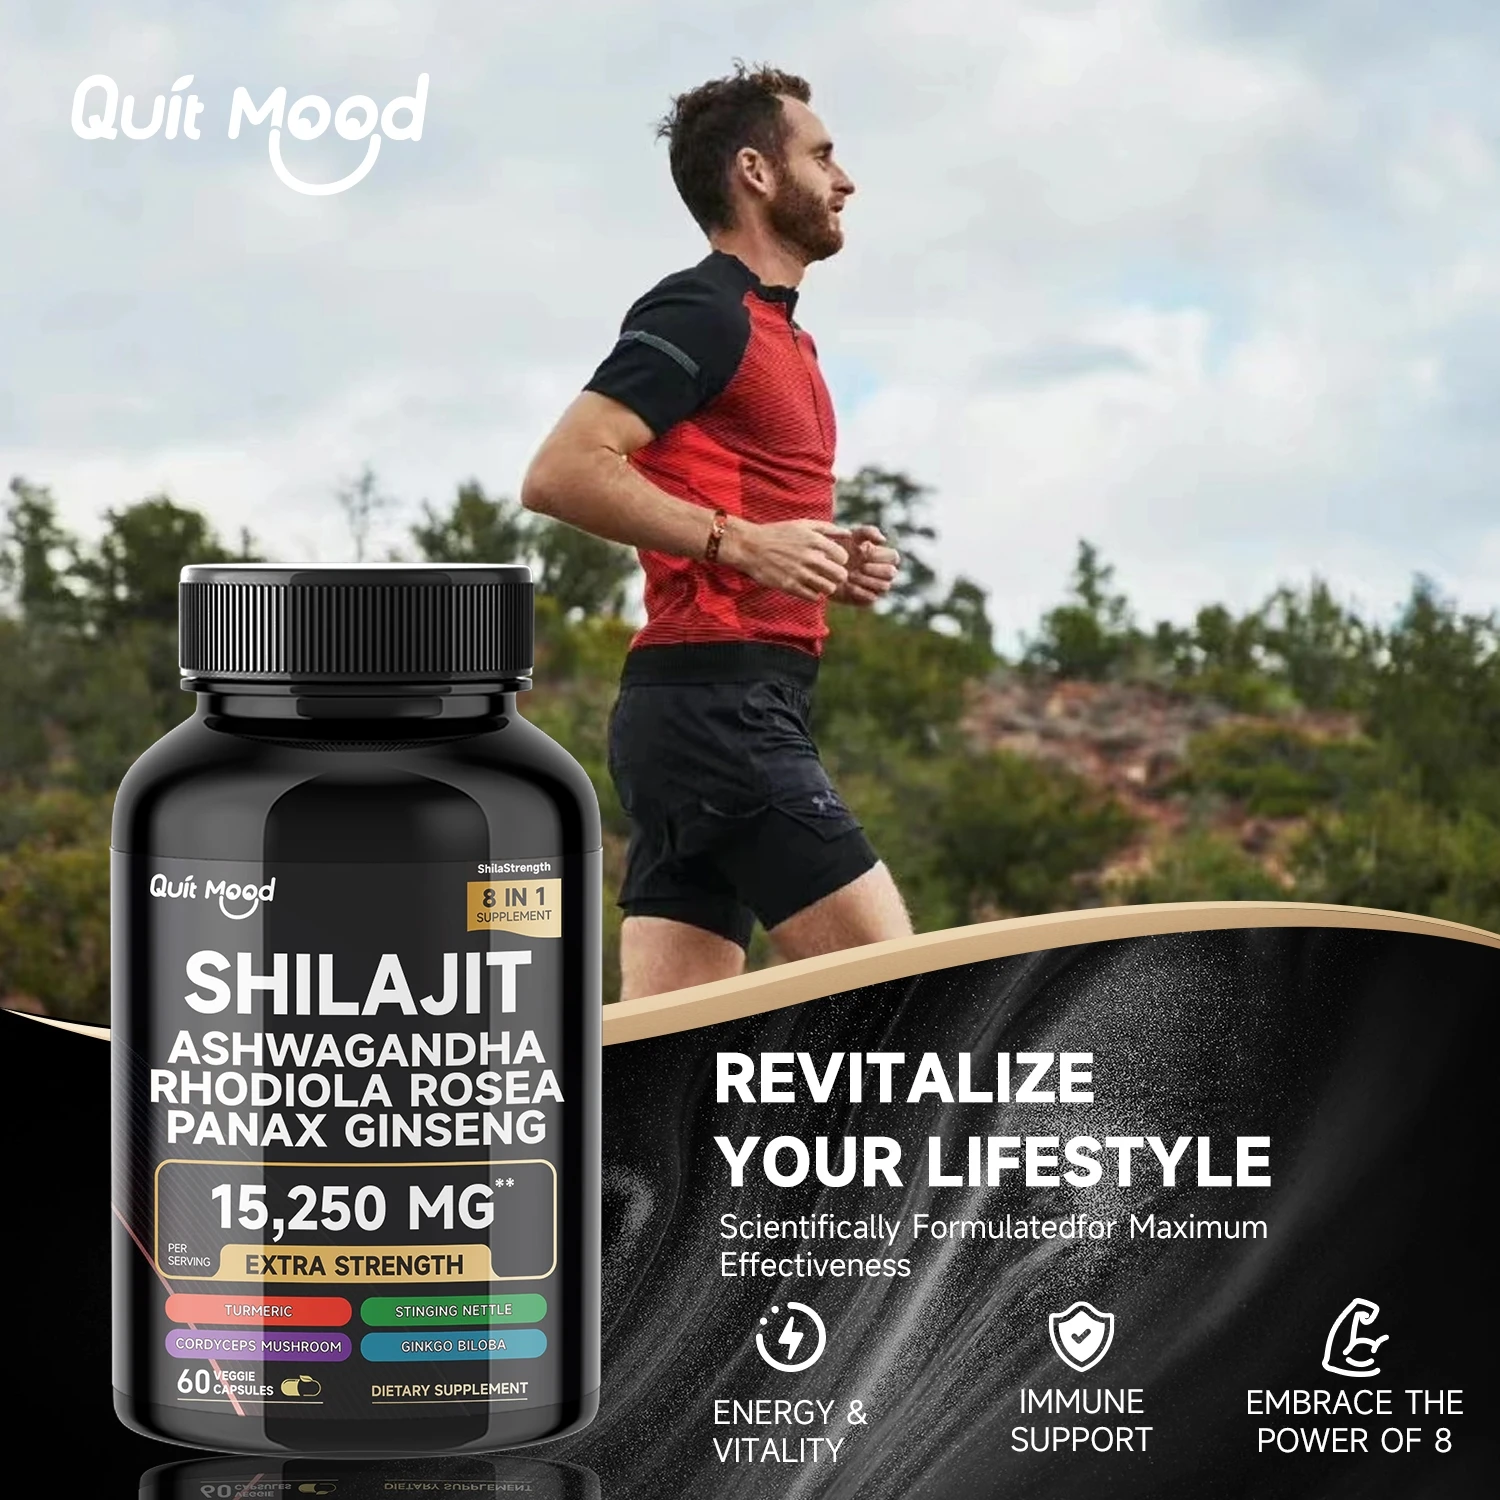 Quit Mood
Quit Mood
ShilaStrength
8 IN 1
SUPPLEMENT
SHILAJIT
ASHWAGANDHA
RHODIOLA ROSEA
PANAX GINSENG
15,250 MG**
PER
SERVING
EXTRA STRENGTH
TURMERIC
STINGING NETTLE
CORDYCEPS MUSHROOM
GINKGO BILOBA
60 VEGGIE
CAPSULES
DIETARY SUPPLEMENT
REVITALIZE
YOUR LIFESTYLE
Scientifically Formulatedfor Maximum
Effectiveness
ENERGY &
VITALITY
IMMUNE
SUPPORT
EMBRACE THE
POWER OF 8